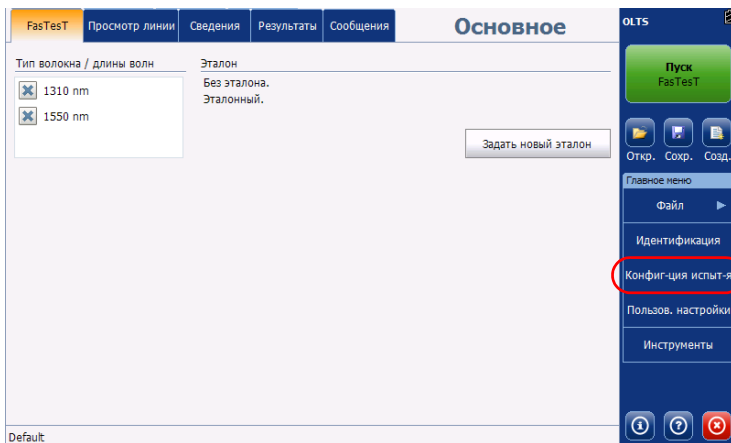 FasTesT
Просмотр линии
Сведения
Результаты
Сообщения
Основное
Тип волокна / длины волн
1310 nm
1550 nm
Эталон
Без эталона.
Эталонный.
Задать новый эталон
Default
OLTS
Пуск
FasTesT
Откр. Сохр. Созд.
Главное меню
Файл
Идентификация
Конфиг-ция испыт-я
Пользов. настройки
Инструменты